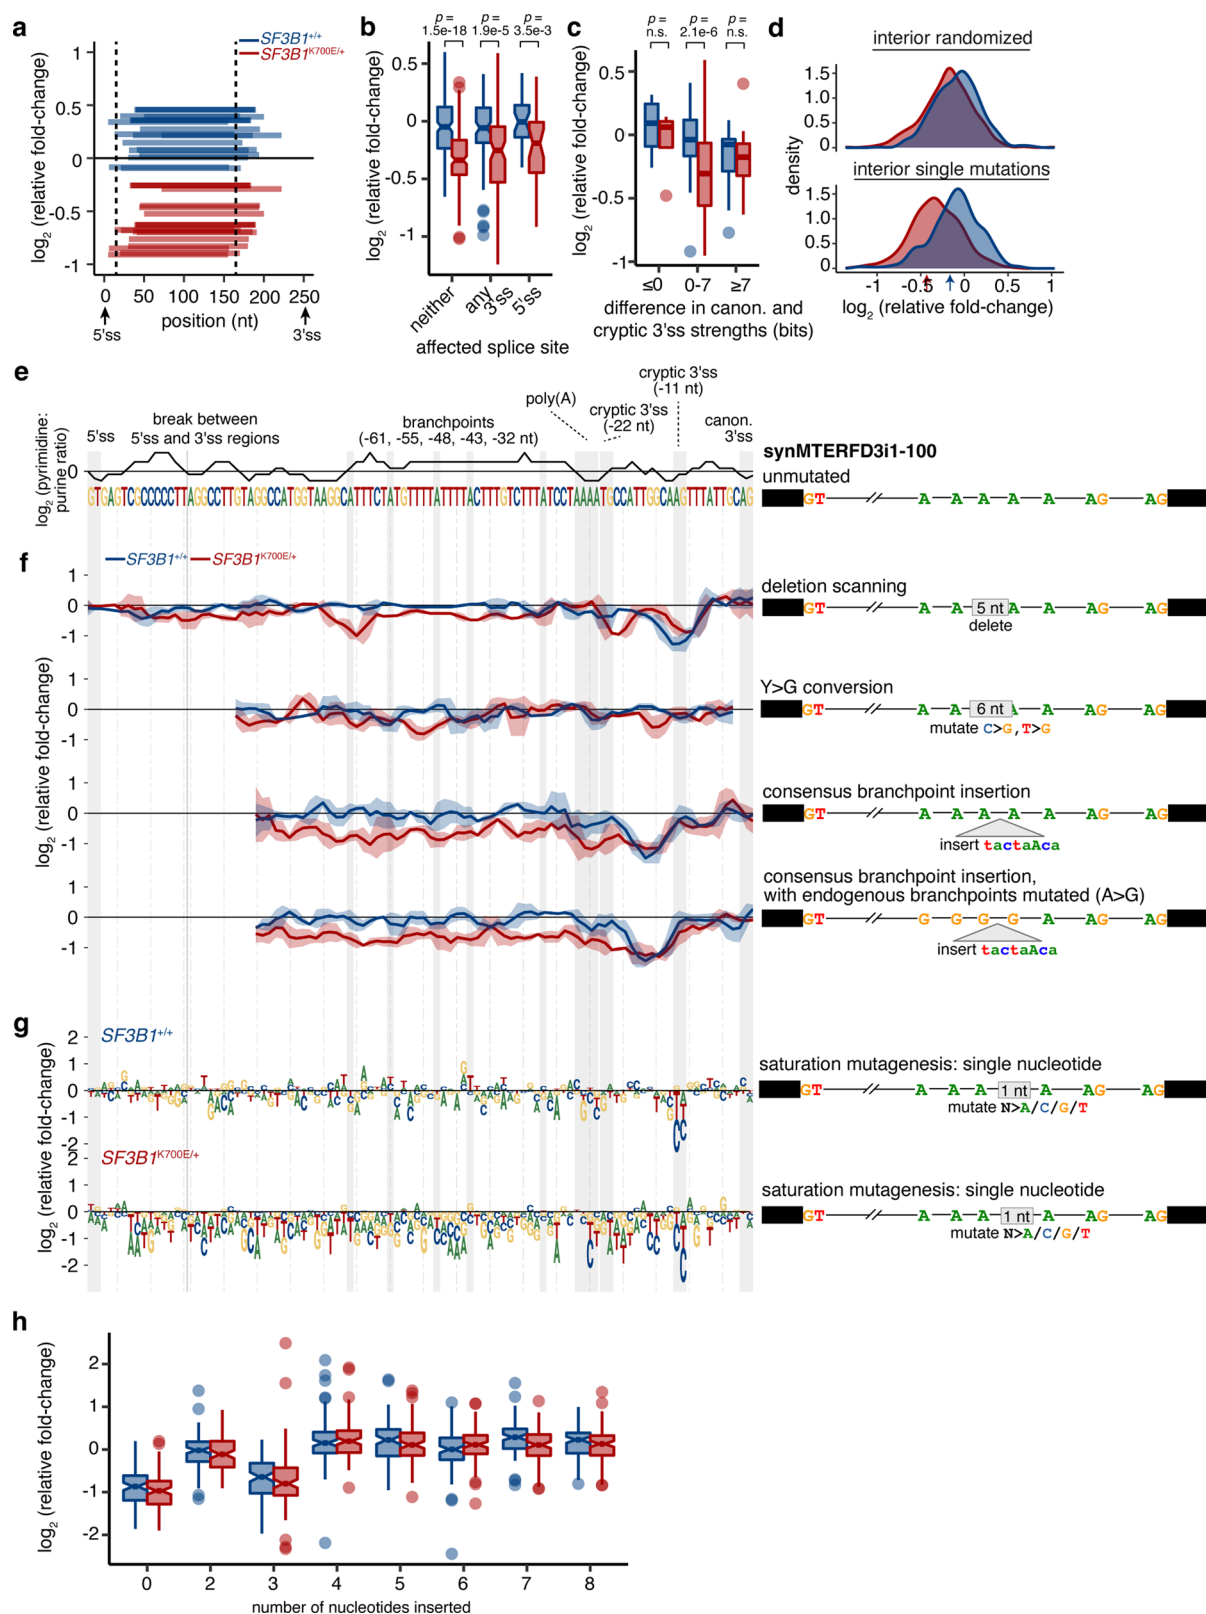 a
SF3B1+/+
SF3B1K700E/+
log2 (relative fold-change)
1
0.5
0
-0.5
-1
0 50 100 150 200 250
position (nt)
5'ss 3'ss
b
p = 1.5e-18
p = 1.9e-5
p = 3.5e-3
log2 (relative fold-change)
0.5
0
-0.5
-1
neither
any 3'ss
5'ss
affected splice site
c
p = n.s.
p = 2.1e-6
p = n.s.
log2 (relative fold-change)
0.5
0
-0.5
-1
≤0 0-7 ≥7
difference in canon. and
cryptic 3'ss strengths (bits)
d
interior randomized
1.5
1.0
0.5
0
density
interior single mutations
1.5
1.0
0.5
0
-1 -0.5 0 0.5 1
log2 (relative fold-change)
e
log2 (pyrimidine:
purine ratio)
0
5'ss
break between
5'ss and 3'ss regions
branchpoints
(-61, -55, -48, -43, -32 nt)
poly(A)
cryptic 3'ss
(-22 nt)
cryptic 3'ss
(-11 nt)
canon.
3'ss
GTGAGTCGCCCCCTTAGGCCTTGTAGGCCATGGTAAGGCATTTCTATGTTTTATTTTACTTTGTCTTTATCCTAAAATGCCATTGGCAAGTTTATTGCAG
synMTERFD3i1-100
unmutated
GT // A A A A A AG AG
f
SF3B1+/+ SF3B1K700E/+
log2 (relative fold-change)
1
0
-1
deletion scanning
GT // A A 5 nt A A AG AG
delete
1
0
-1
Y>G conversion
GT // A A 6 nt A A AG AG
mutate C>G,T>G
1
0
-1
consensus branchpoint insertion
GT // A A A A A AG AG
insert tactaAca
1
0
-1
consensus branchpoint insertion,
with endogenous branchpoints mutated (A>G)
GT // G G G G A AG AG
insert tactaAca
g
SF3B1+/+
log2 (relative fold-change)
2
1
0
-1
-2
saturation mutagenesis: single nucleotide
GT // A A A 1 nt A AG AG
mutate N>A/C/G/T
SF3B1K700E/+
log2 (relative fold-change)
2
1
0
-1
-2
saturation mutagenesis: single nucleotide
GT // A A A 1 nt A AG AG
mutate N>A/C/G/T
h
log2 (relative fold-change)
2
1
0
-1
-2
0 2 3 4 5 6 7 8
number of nucleotides inserted